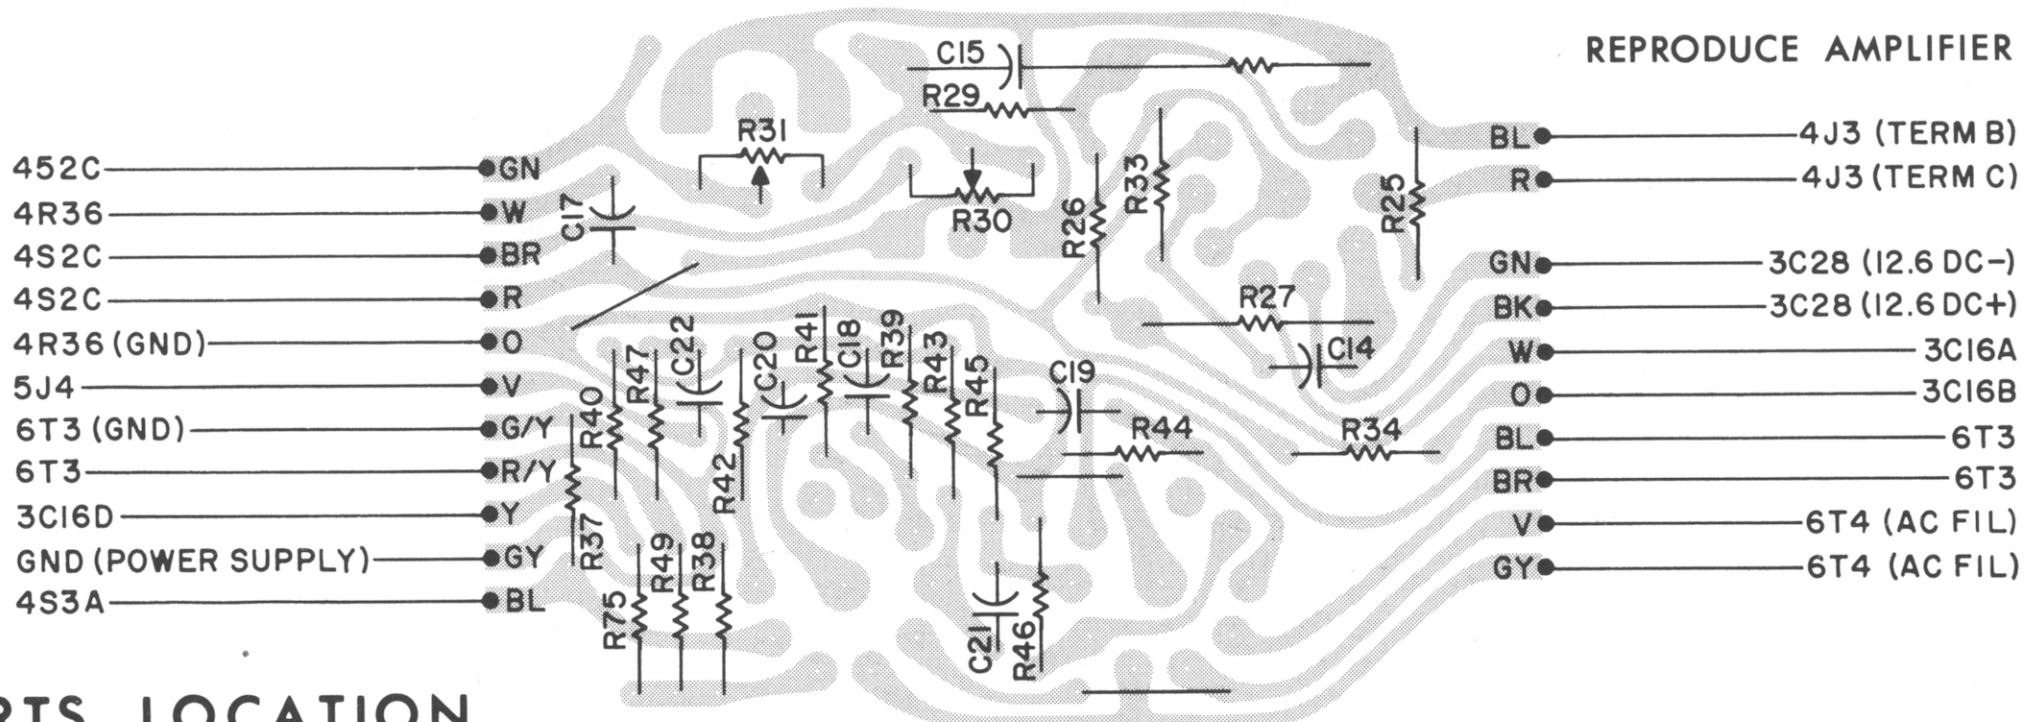 REPRODUCE AMPLIFIER
C15
R29
R31
R30
C17
R26
R33
R25
R27
C14
452C GN
4R36 W
4S2C BR
4S2C R
4R36 (GND) O
5J4 V
6T3 (GND) G/Y
6T3 R/Y
3C16D Y
GND (POWER SUPPLY) GY
4S3A BL
BL 4J3 (TERM B)
R 4J3 (TERM C)
GN 3C28 (12.6 DC-)
BK 3C28 (12.6 DC+)
W 3C16A
O 3C16B
BL 6T3
BR 6T3
V 6T4 (AC FIL)
GY 6T4 (AC FIL)
R40
R47
C22
R42
C20
R41
C18
R39
R43
R45
C19
R44
R34
R37
R75
R49
R38
C21
R46
RTS LOCATION